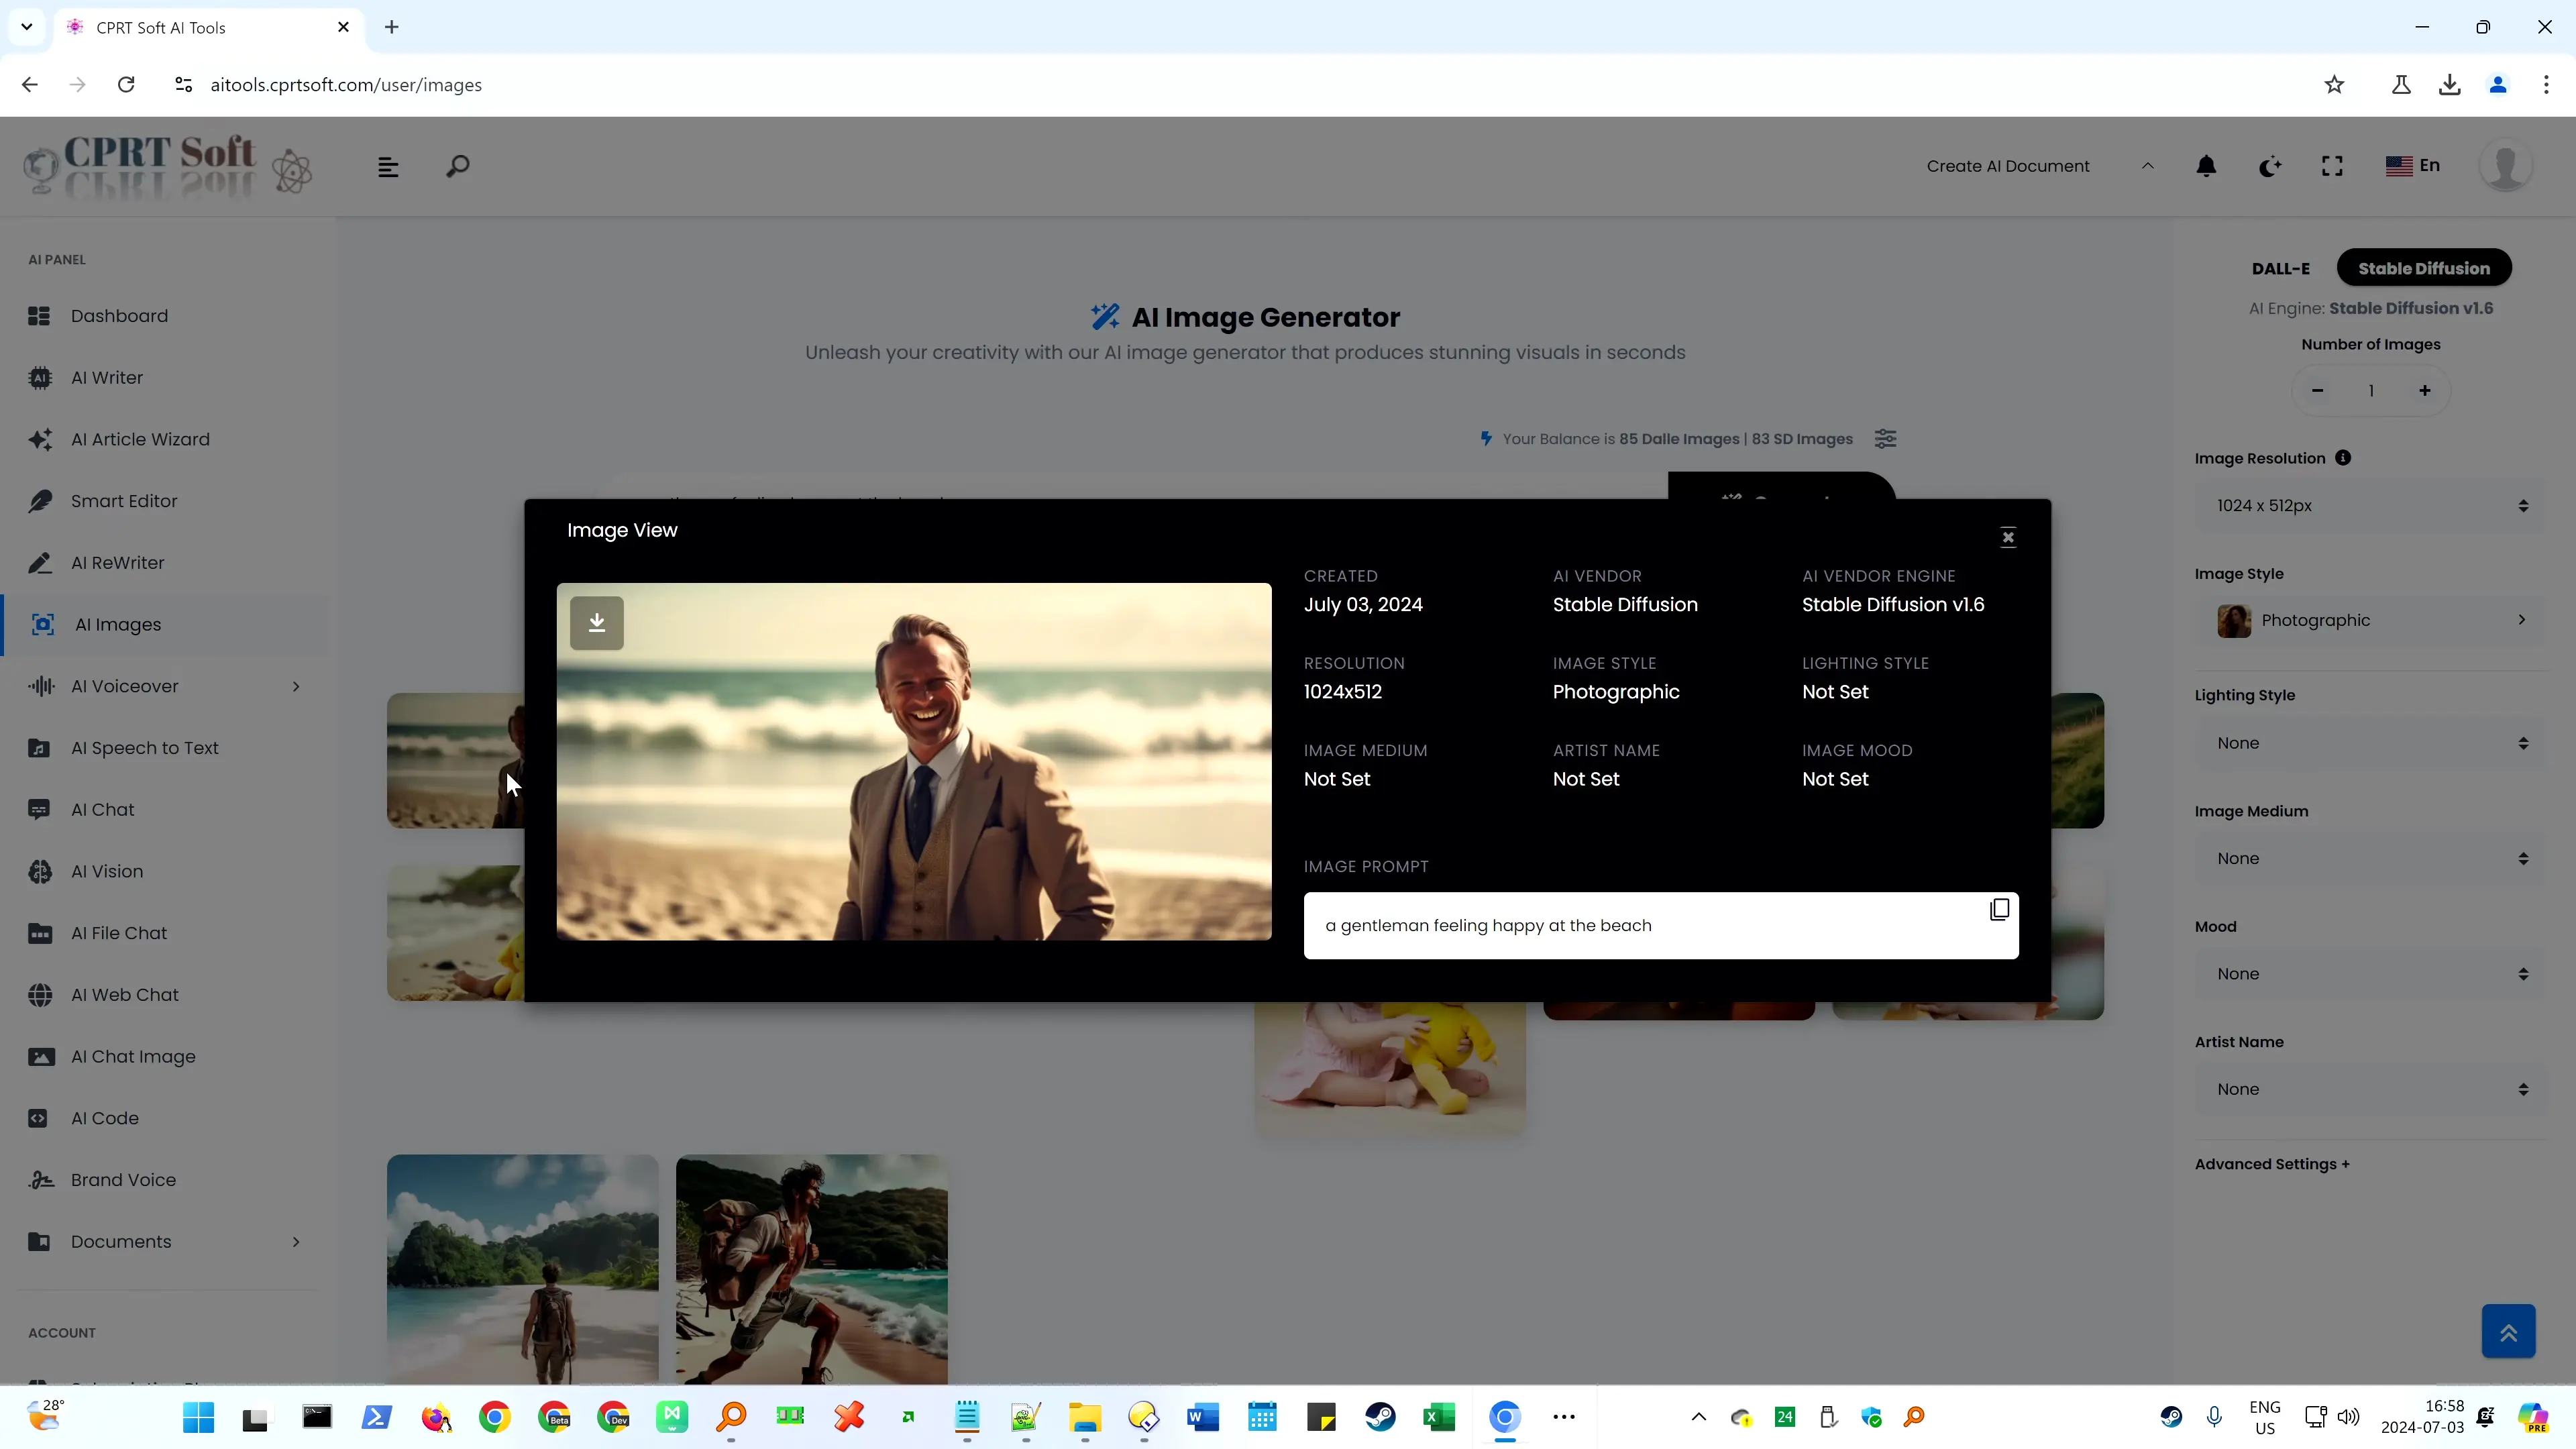 CPRT Soft AI Tools
aitools.cprtsoft.com/user/images
CPRT Soft
Create AI Document
En
AI PANEL
Dashboard
AI Writer
AI Article Wizard
Smart Editor
AI ReWriter
AI Images
AI Voiceover
AI Speech to Text
AI Chat
AI Vision
AI File Chat
AI Web Chat
AI Chat Image
AI Code
Brand Voice
Documents
ACCOUNT
AI Image Generator
Unleash your creativity with our AI image generator that produces stunning visuals in seconds
Your Balance is 85 Dalle Images | 83 SD Images
Image View
CREATED
July 03, 2024
AI VENDOR
Stable Diffusion
AI VENDOR ENGINE
Stable Diffusion v1.6
RESOLUTION
1024x512
IMAGE STYLE
Photographic
LIGHTING STYLE
Not Set
IMAGE MEDIUM
Not Set
ARTIST NAME
Not Set
IMAGE MOOD
Not Set
IMAGE PROMPT
a gentleman feeling happy at the beach
DALL-E
Stable Diffusion
AI Engine: Stable Diffusion v1.6
Number of Images
1
Image Resolution
1024 x 512px
Image Style
Photographic
Lighting Style
None
Image Medium
None
Mood
None
Artist Name
None
Advanced Settings +
28°
Beta
Dev
24
ENG
US
16:58
2024-07-03
PRE